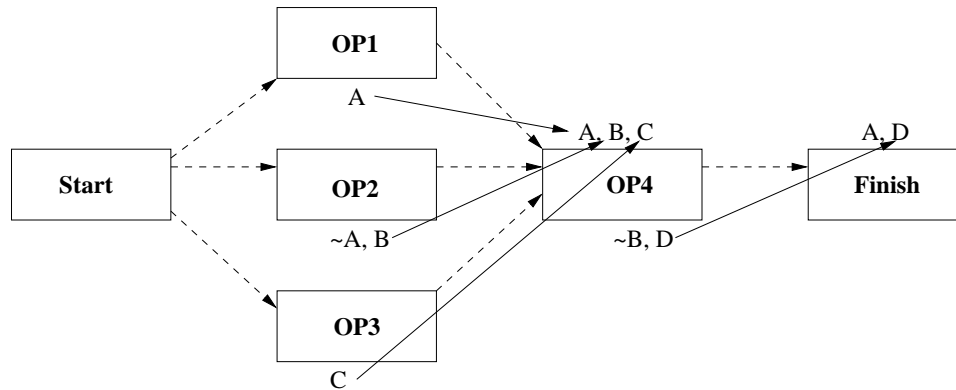 OP1
A
A, B, C
A, D
Start
OP2
OP4
Finish
~A, B
~B, D
OP3
C